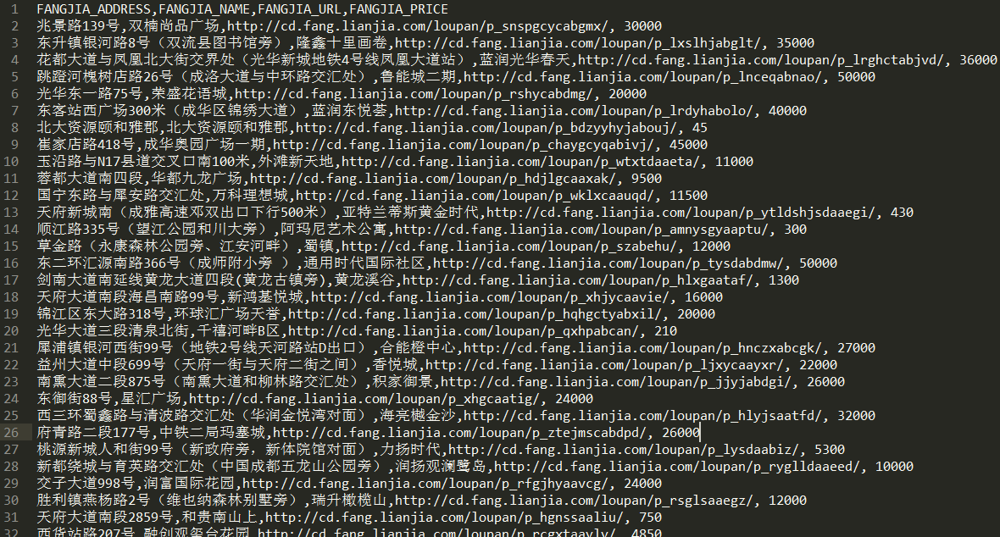 1 FANGJIA_ADDRESS,FANGJIA_NAME,FANGJIA_URL,FANGJIA_PRICE
2 兆景路139号,双楠尚品广场,http://cd.fang.lianjia.com/loupan/p_snspgcycabgmx/, 30000
3 东升镇银河路8号（双流县图书馆旁）,隆鑫十里画卷,http://cd.fang.lianjia.com/loupan/p_lxslhjabglt/, 35000
4 花都大道与凤凰北大街交界处（光华新城地铁4号线凤凰大道站）,蓝润光华春天,http://cd.fang.lianjia.com/loupan/p_lrghctabjvd/, 36000
5 跳蹬河槐树店路26号（成洛大道与中环路交汇处）,鲁能城二期,http://cd.fang.lianjia.com/loupan/p_lnceqabnao/, 50000
6 光华东一路75号,荣盛花语城,http://cd.fang.lianjia.com/loupan/p_rshycabdmg/, 20000
7 东客站西广场300米（成华区锦绣大道）,蓝润东悦荟,http://cd.fang.lianjia.com/loupan/p_lrdyhabolo/, 40000
8 北大资源颐和雅郡,北大资源颐和雅郡,http://cd.fang.lianjia.com/loupan/p_bdzyyhyjabouj/, 45
9 崔家店路418号,成华奥园广场一期,http://cd.fang.lianjia.com/loupan/p_chaygcyqabivj/, 45000
10 玉沿路与N17县道交叉口南100米,外滩新天地,http://cd.fang.lianjia.com/loupan/p_wtxtdaaeta/, 11000
11 蓉都大道南四段,华都九龙广场,http://cd.fang.lianjia.com/loupan/p_hdjlgcaaxak/, 9500
12 国宁东路与犀安路交汇处,万科理想城,http://cd.fang.lianjia.com/loupan/p_wklxcaauqd/, 11500
13 天府新城南（成雅高速邓双出口下行500米）,亚特兰蒂斯黄金时代,http://cd.fang.lianjia.com/loupan/p_ytldshjsdaaegi/, 430
14 顺江路335号（望江公园和川大旁）,阿玛尼艺术公寓,http://cd.fang.lianjia.com/loupan/p_amnysgyaaptu/, 300
15 草金路（永康森林公园旁、江安河畔）,蜀镇,http://cd.fang.lianjia.com/loupan/p_szabehu/, 12000
16 东二环汇源南路366号（成师附小旁 ）,通用时代国际社区,http://cd.fang.lianjia.com/loupan/p_tysdabdmw/, 50000
17 剑南大道南延线黄龙大道四段(黄龙古镇旁),黄龙溪谷,http://cd.fang.lianjia.com/loupan/p_hlxgaataf/, 1300
18 天府大道南段海昌南路99号,新鸿基悦城,http://cd.fang.lianjia.com/loupan/p_xhjycaavie/, 16000
19 锦江区东大路318号,环球汇广场天誉,http://cd.fang.lianjia.com/loupan/p_hqhgctyabxil/, 20000
20 光华大道三段清泉北街,千禧河畔B区,http://cd.fang.lianjia.com/loupan/p_qxhpabcan/, 210
21 犀浦镇银河西街99号（地铁2号线天河路站D出口）,合能橙中心,http://cd.fang.lianjia.com/loupan/p_hnczxabcgk/, 27000
22 益州大道中段699号（天府一街与天府二街之间）,香悦城,http://cd.fang.lianjia.com/loupan/p_ljxycaayxr/, 22000
23 南熏大道二段875号（南熏大道和柳林路交汇处）,积家御景,http://cd.fang.lianjia.com/loupan/p_jjyjabdgi/, 26000
24 东御街88号,星汇广场,http://cd.fang.lianjia.com/loupan/p_xhgcaatig/, 24000
25 西三环蜀鑫路与清波路交汇处（华润金悦湾对面）,海亮樾金沙,http://cd.fang.lianjia.com/loupan/p_hlyjsaatfd/, 32000
26 府青路二段177号,中铁二局玛塞城,http://cd.fang.lianjia.com/loupan/p_ztejmscabdpd/, 26000
27 桃源新城人和街99号（新政府旁，新体院馆对面）,力扬时代,http://cd.fang.lianjia.com/loupan/p_lysdaabiz/, 5300
28 新都绕城与育英路交汇处（中国成都五龙山公园旁）,润扬观澜鹭岛,http://cd.fang.lianjia.com/loupan/p_ryglldaaeed/, 10000
29 交子大道998号,润富国际花园,http://cd.fang.lianjia.com/loupan/p_rfgjhyaavcg/, 24000
30 胜利镇燕杨路2号（维也纳森林别墅旁）,瑞升橄榄山,http://cd.fang.lianjia.com/loupan/p_rsglsaaegz/, 12000
31 天府大道南段2859号,和贵南山上,http://cd.fang.lianjia.com/loupan/p_hgnssaaliu/, 750
32 西货站路207号,融创观玺台花园,http://cd.fang.lianjia.com/loupan/p_rcgxtaayly/, 4850